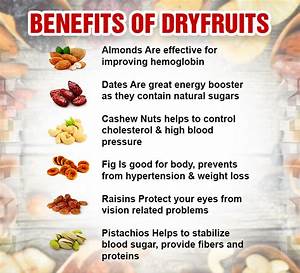 BENEFITS OF DRYFRUITS
Almonds Are effective for
improving hemoglobin
Dates Are great energy booster
as they contain natural sugars
Cashew Nuts helps to control
cholesterol & high blood
pressure
Fig Is good for body, prevents
from hypertension & weight loss
Raisins Protect your eyes from
vision related problems
Pistachios Helps to stabilize
blood sugar, provide fibers and
proteins